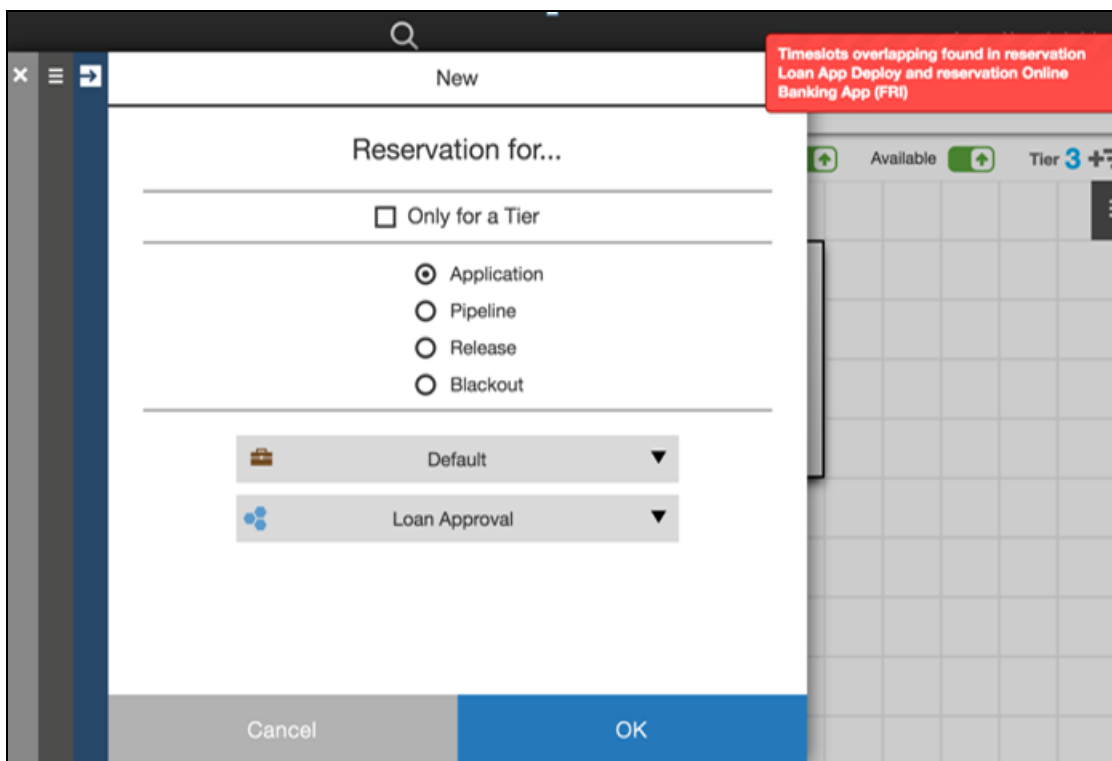 New
Timeslots overlapping found in reservation
Loan App Deploy and reservation Online
Banking App (FRI)
Reservation for...
Available
Tier 3
Only for a Tier
Application
Pipeline
Release
Blackout
Default
Loan Approval
Cancel
OK